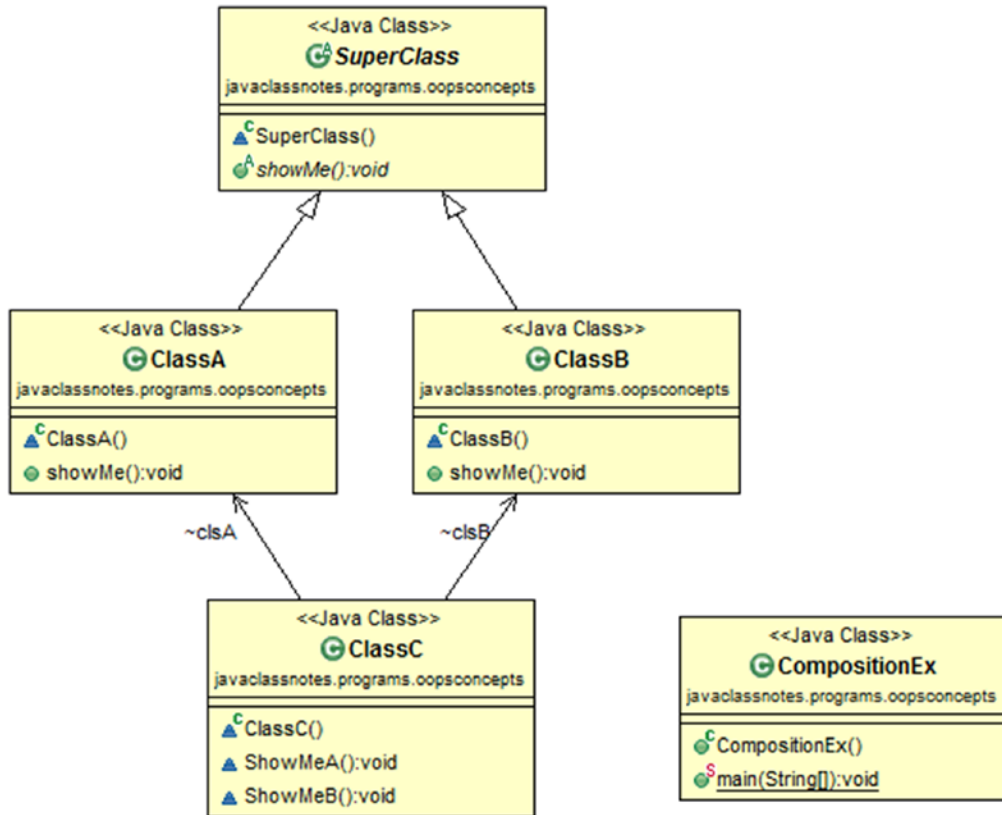 <<Java Class>>
SuperClass
javaclassnotes.programs.oopsconcepts
SuperClass()
showMe():void
<<Java Class>>
ClassA
javaclassnotes.programs.oopsconcepts
ClassA()
showMe():void
<<Java Class>>
ClassB
javaclassnotes.programs.oopsconcepts
ClassB()
showMe():void
~clsA
~clsB
<<Java Class>>
ClassC
javaclassnotes.programs.oopsconcepts
ClassC()
ShowMeA():void
ShowMeB():void
<<Java Class>>
CompositionEx
javaclassnotes.programs.oopsconcepts
CompositionEx()
main(String[]):void